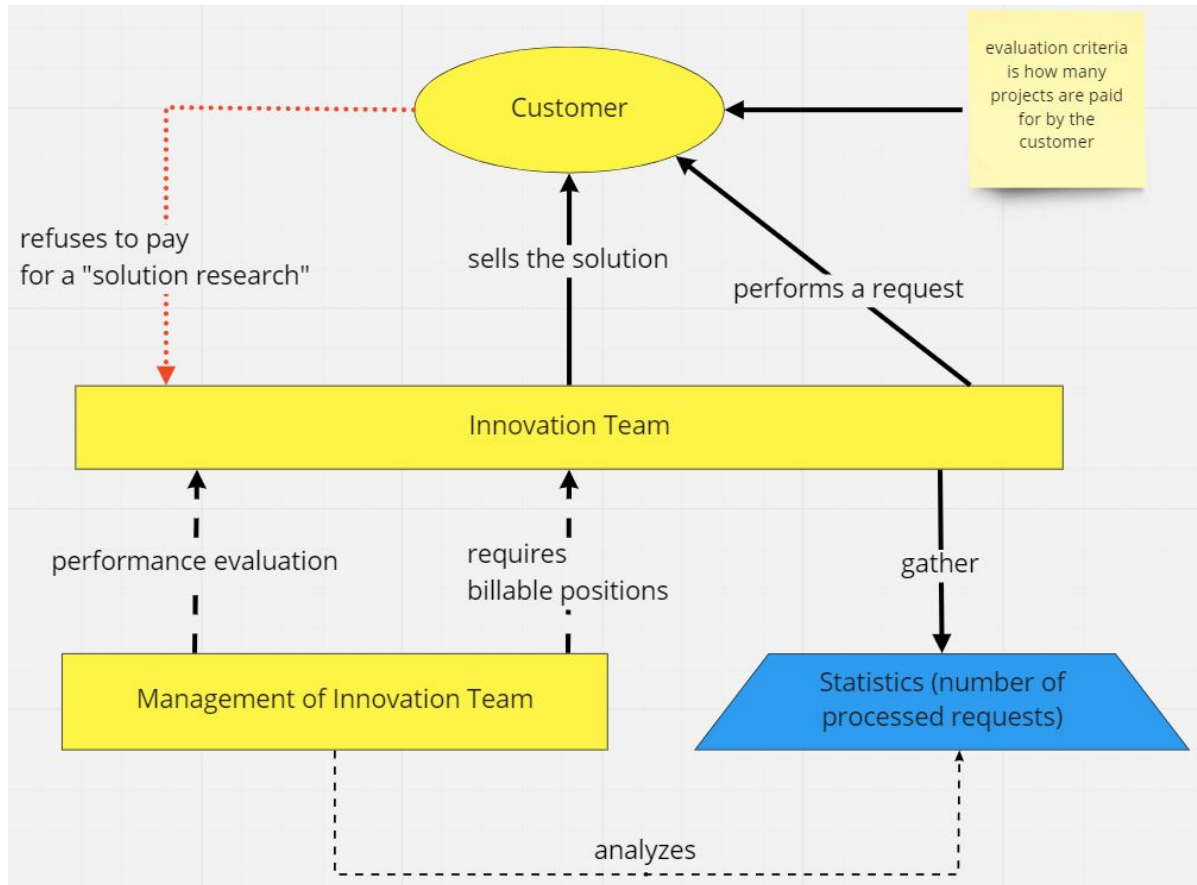 evaluation criteria
is how many
projects are paid
for by the
customer
Customer
refuses to pay
for a "solution research"
sells the solution
performs a request
Innovation Team
performance evaluation
requires
billable positions
gather
Management of Innovation Team
Statistics (number of
processed requests)
analyzes